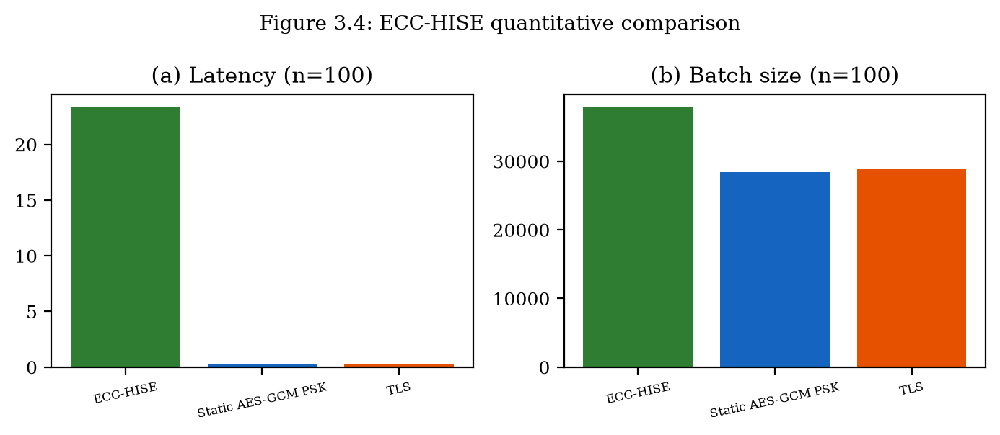 Figure 3.4: ECC-HISE quantitative comparison
(a) Latency (n=100)
20
15
10
5
0
ECC-HISE
Static AES-GCM PSK
TLS
(b) Batch size (n=100)
30000
20000
10000
0
ECC-HISE
Static AES-GCM PSK
TLS